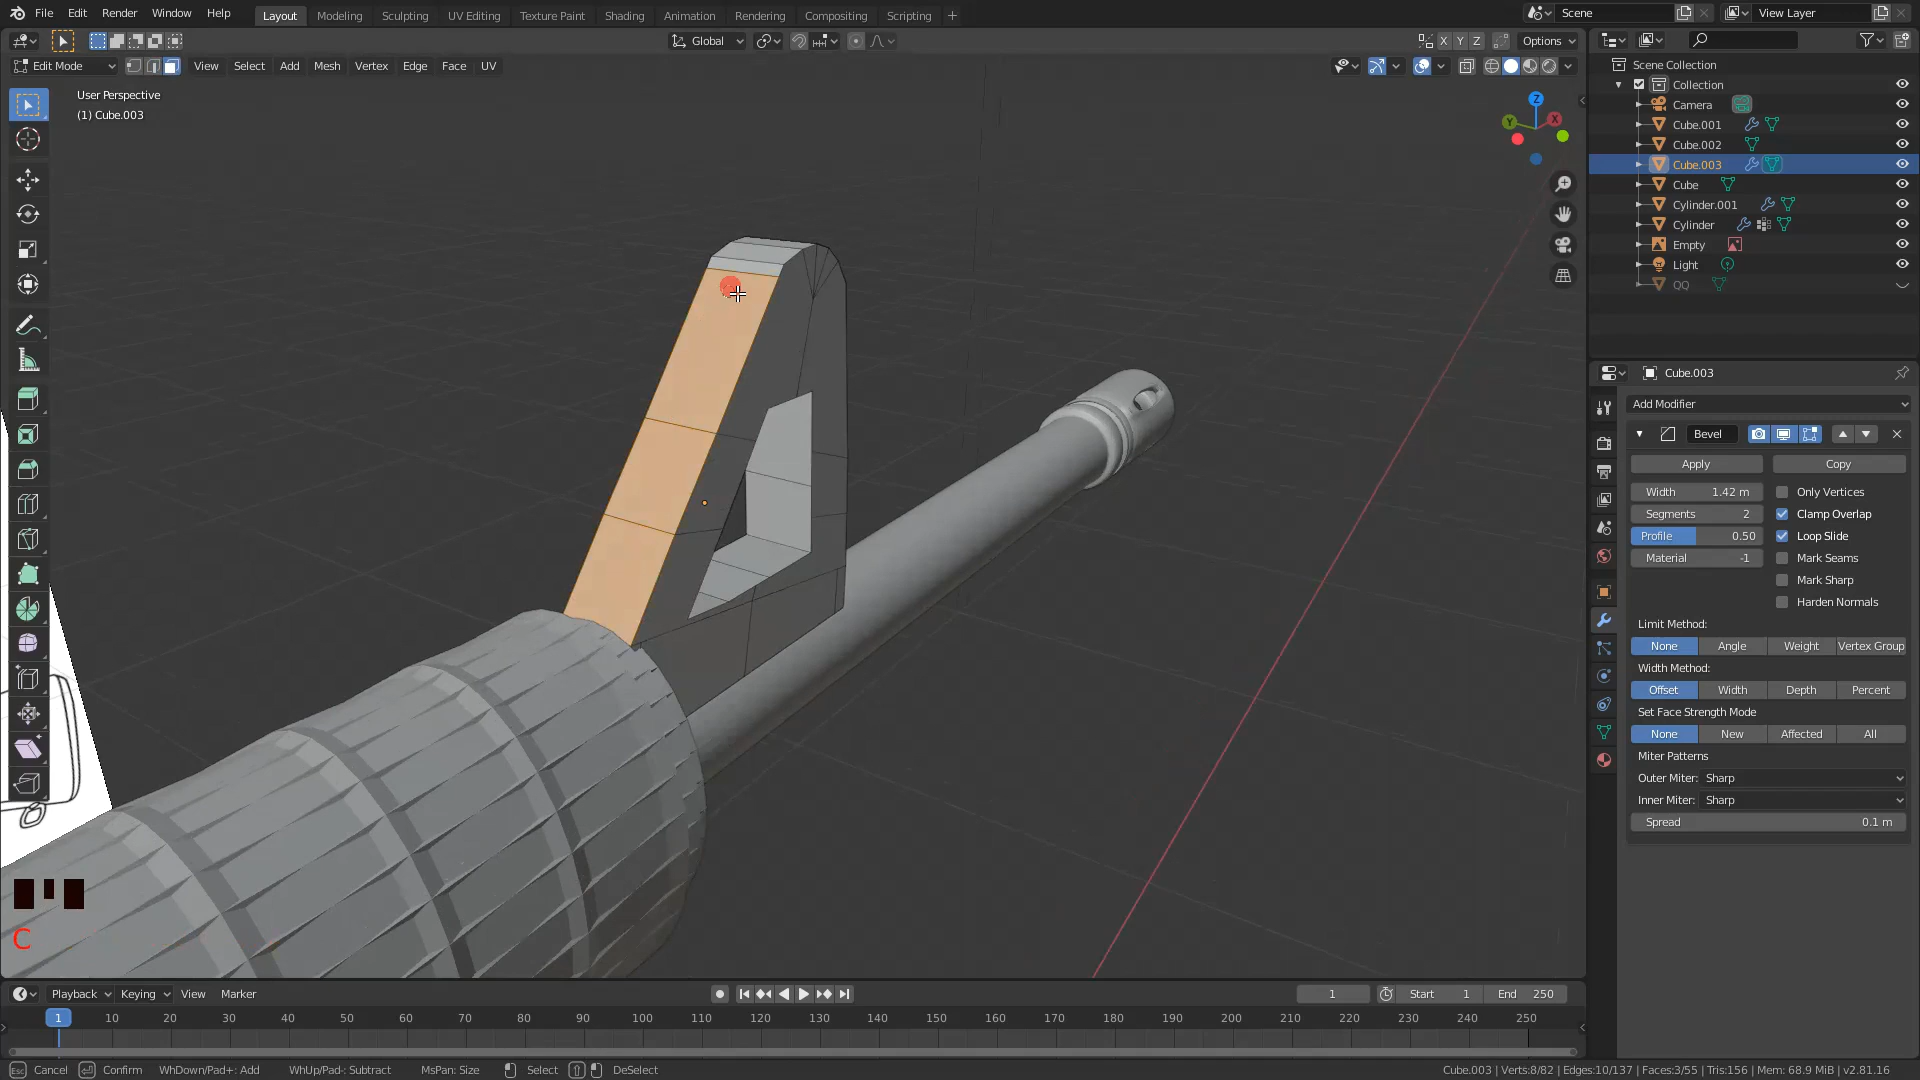 File Edit Render Window Help Layout Modeling Sculpting UV Editing Texture Paint Shading Animation Rendering Compositing Scripting + Scene View Layer
Global X Y Z Options
Edit Mode View Select Add Mesh Vertex Edge Face UV
User Perspective
(1) Cube.003
Z
Y X
Scene Collection
Collection
Camera
Cube.001
Cube.002
Cube.003
Cube
Cylinder.001
Cylinder
Empty
Light
QQ
Cube.003
Add Modifier
Bevel
Apply Copy
Width 1.42 m Only Vertices
Segments 2 Clamp Overlap
Profile 0.50 Loop Slide
Material -1 Mark Seams
Mark Sharp
Harden Normals
Limit Method:
None Angle Weight Vertex Group
Width Method:
Offset Width Depth Percent
Set Face Strength Mode
None New Affected All
Miter Patterns
Outer Miter: Sharp
Inner Miter: Sharp
Spread 0.1 m
C
Playback Keying View Marker 1 Start 1 End 250
1 10 20 30 40 50 60 70 80 90 100 110 120 130 140 150 160 170 180 190 200 210 220 230 240 250
Esc Cancel Confirm WhDown/Pad+: Add WhUp/Pad-: Subtract MsPan: Size Select DeSelect Cube.003 | Verts:8/82 | Edges:10/137 | Faces:3/55 | Tris:156 | Mem: 68.9 MiB | v2.81.16